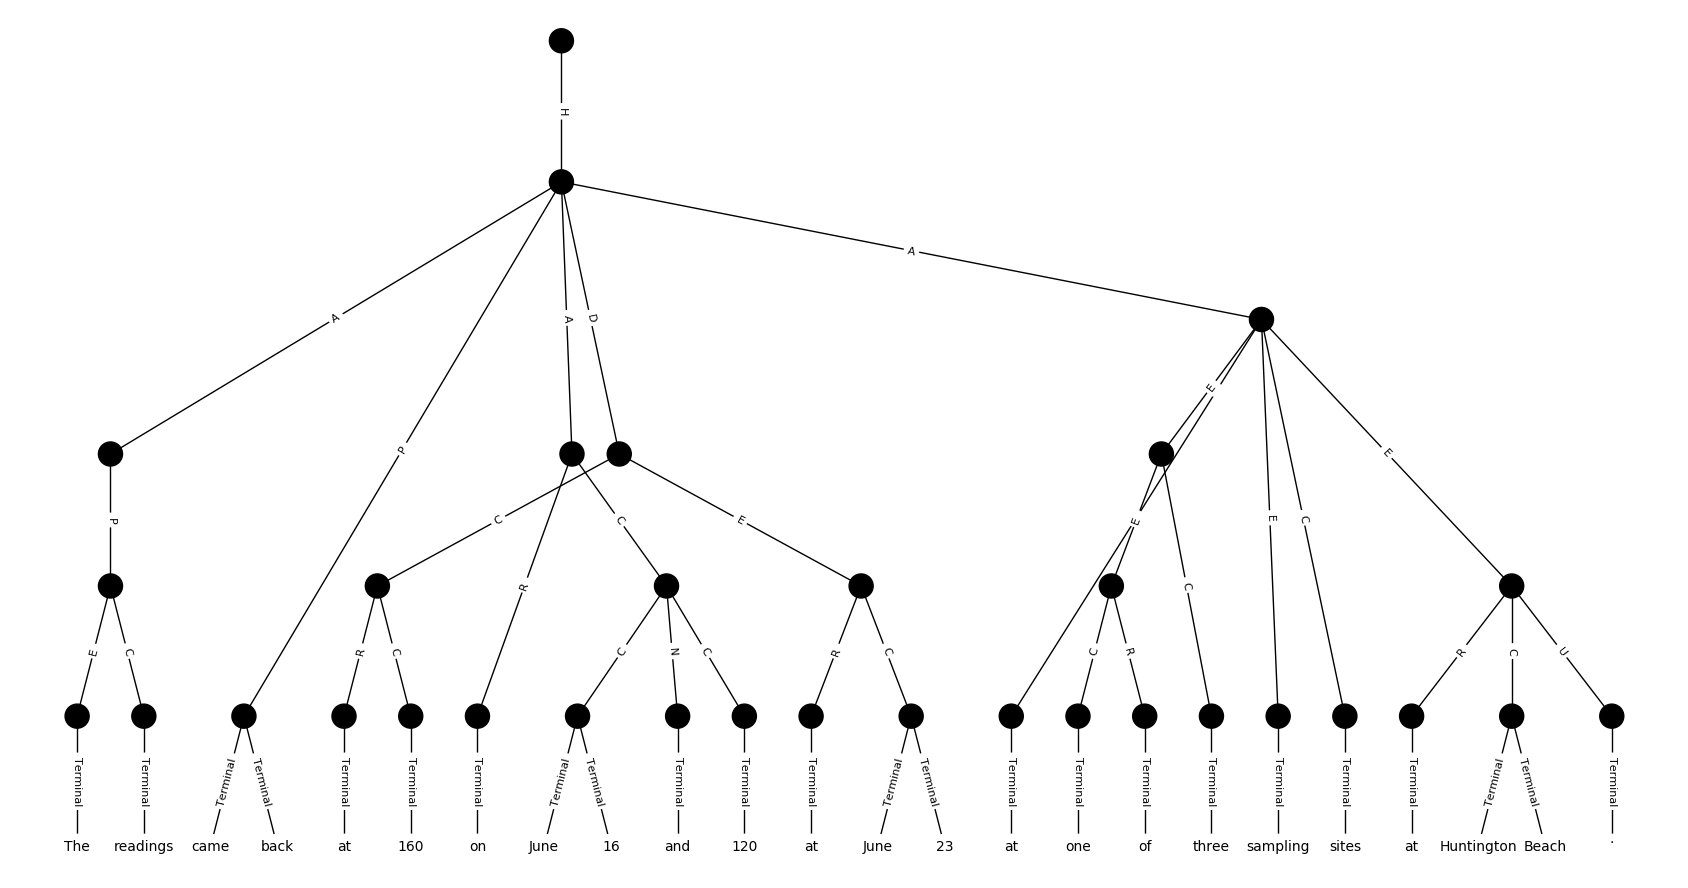 H
A
A
D
A
P
E
E
P
C
C
E
E
E
C
R
C
E
C
R
C
C
N
C
R
C
C
R
R
C
U
Terminal Terminal Terminal Terminal Terminal Terminal Terminal Terminal Terminal Terminal Terminal Terminal Terminal Terminal Terminal Terminal Terminal Terminal Terminal Terminal Terminal Terminal Terminal Terminal
The readings came back at 160 on June 16 and 120 at June 23 at one of three sampling sites at Huntington Beach .